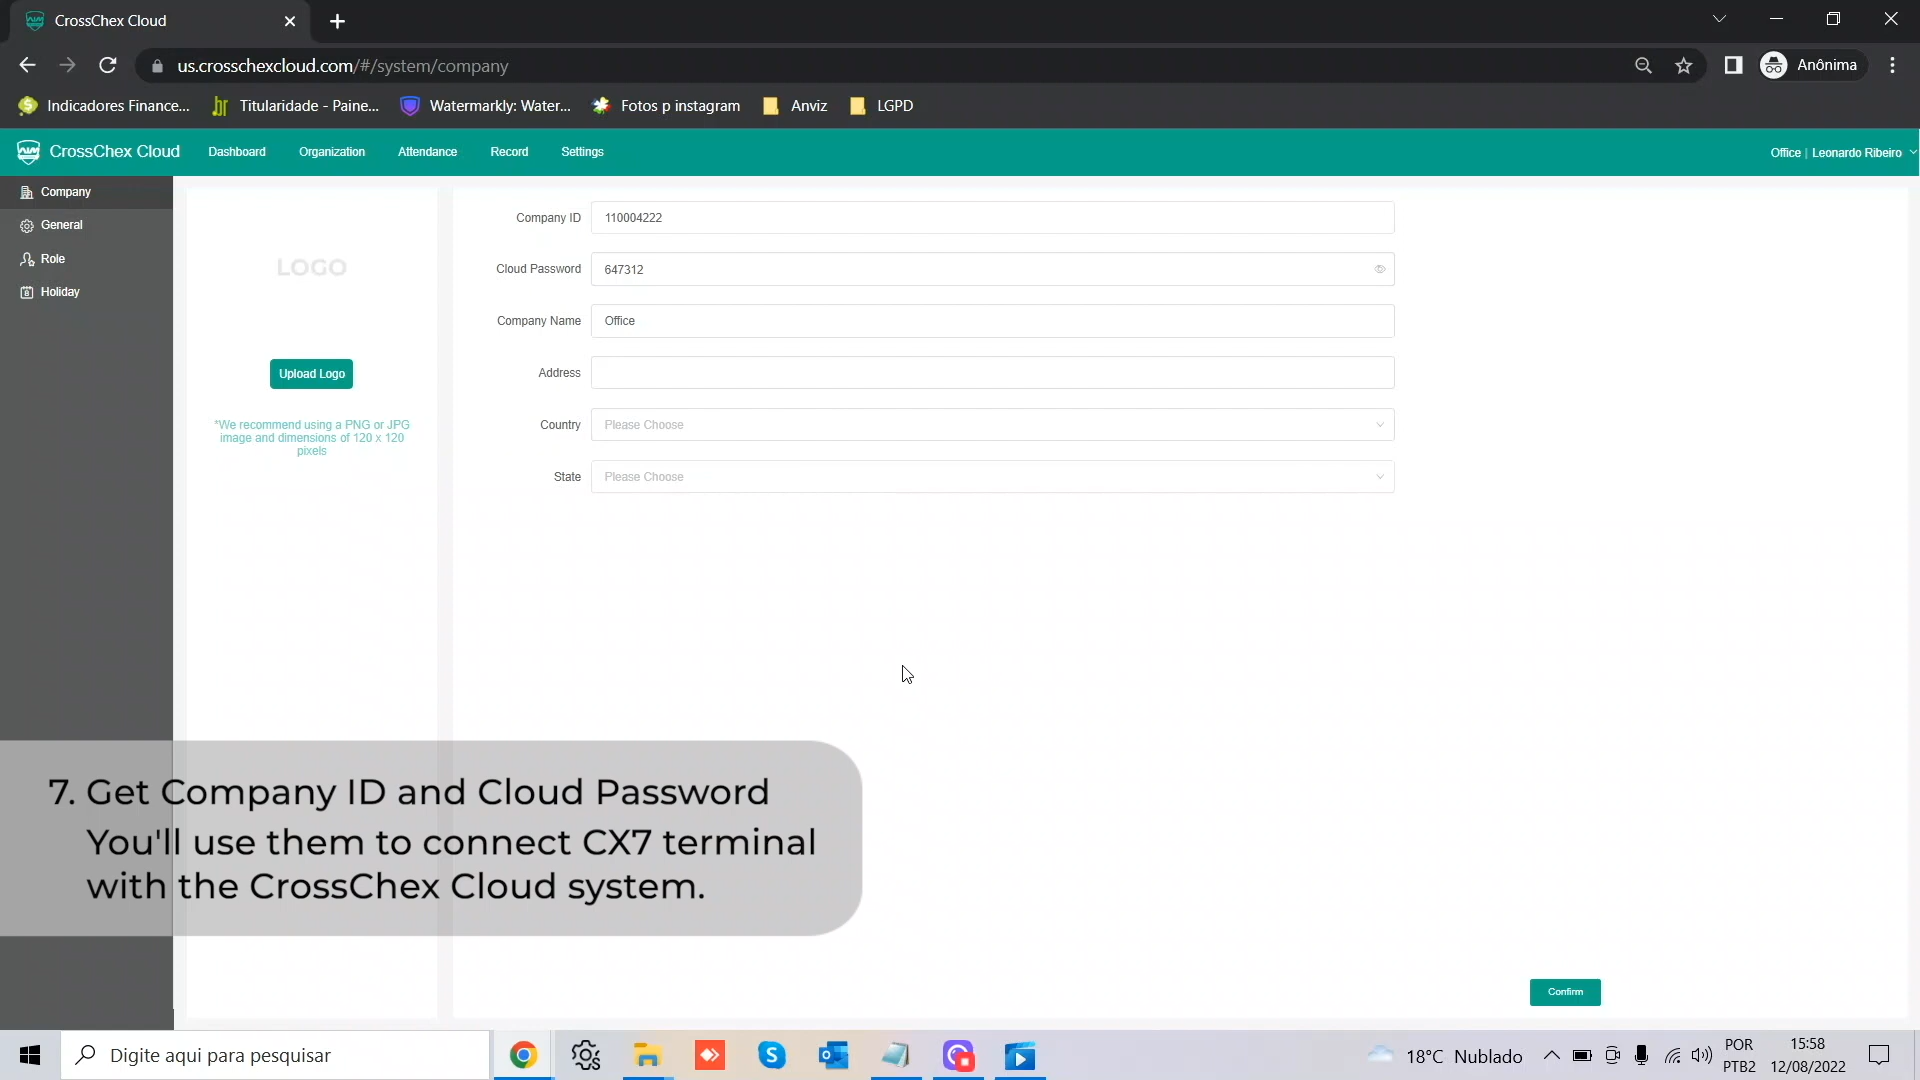 CrossChex Cloud
us.crosschexcloud.com/#/system/company
Anônima
Indicadores Finance...
Titularidade - Paine...
Watermarkly: Water...
Fotos p instagram
Anviz
LGPD
CrossChex Cloud
Dashboard
Organization
Attendance
Record
Settings
Office | Leonardo Ribeiro
Company
General
Role
Holiday
LOGO
Upload Logo
*We recommend using a PNG or JPG
image and dimensions of 120 x 120
pixels
Company ID 110004222
Cloud Password 647312
Company Name Office
Address
Country Please Choose
State Please Choose
7. Get Company ID and Cloud Password
You'll use them to connect CX7 terminal
with the CrossChex Cloud system.
Confirm
Digite aqui para pesquisar
18°C Nublado
POR
PTB2
15:58
12/08/2022